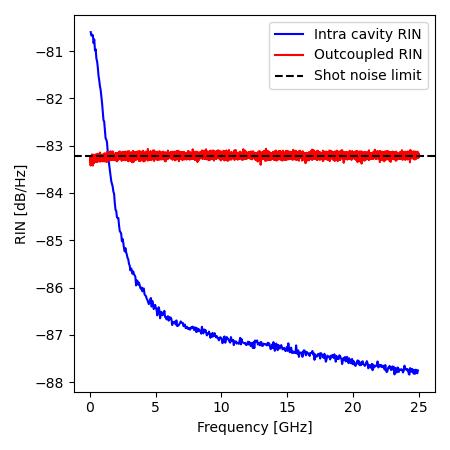 Intra cavity RIN
Outcoupled RIN
Shot noise limit
RIN [dB/Hz]
−81
−82
−83
−84
−85
−86
−87
−88
0 5 10 15 20 25
Frequency [GHz]